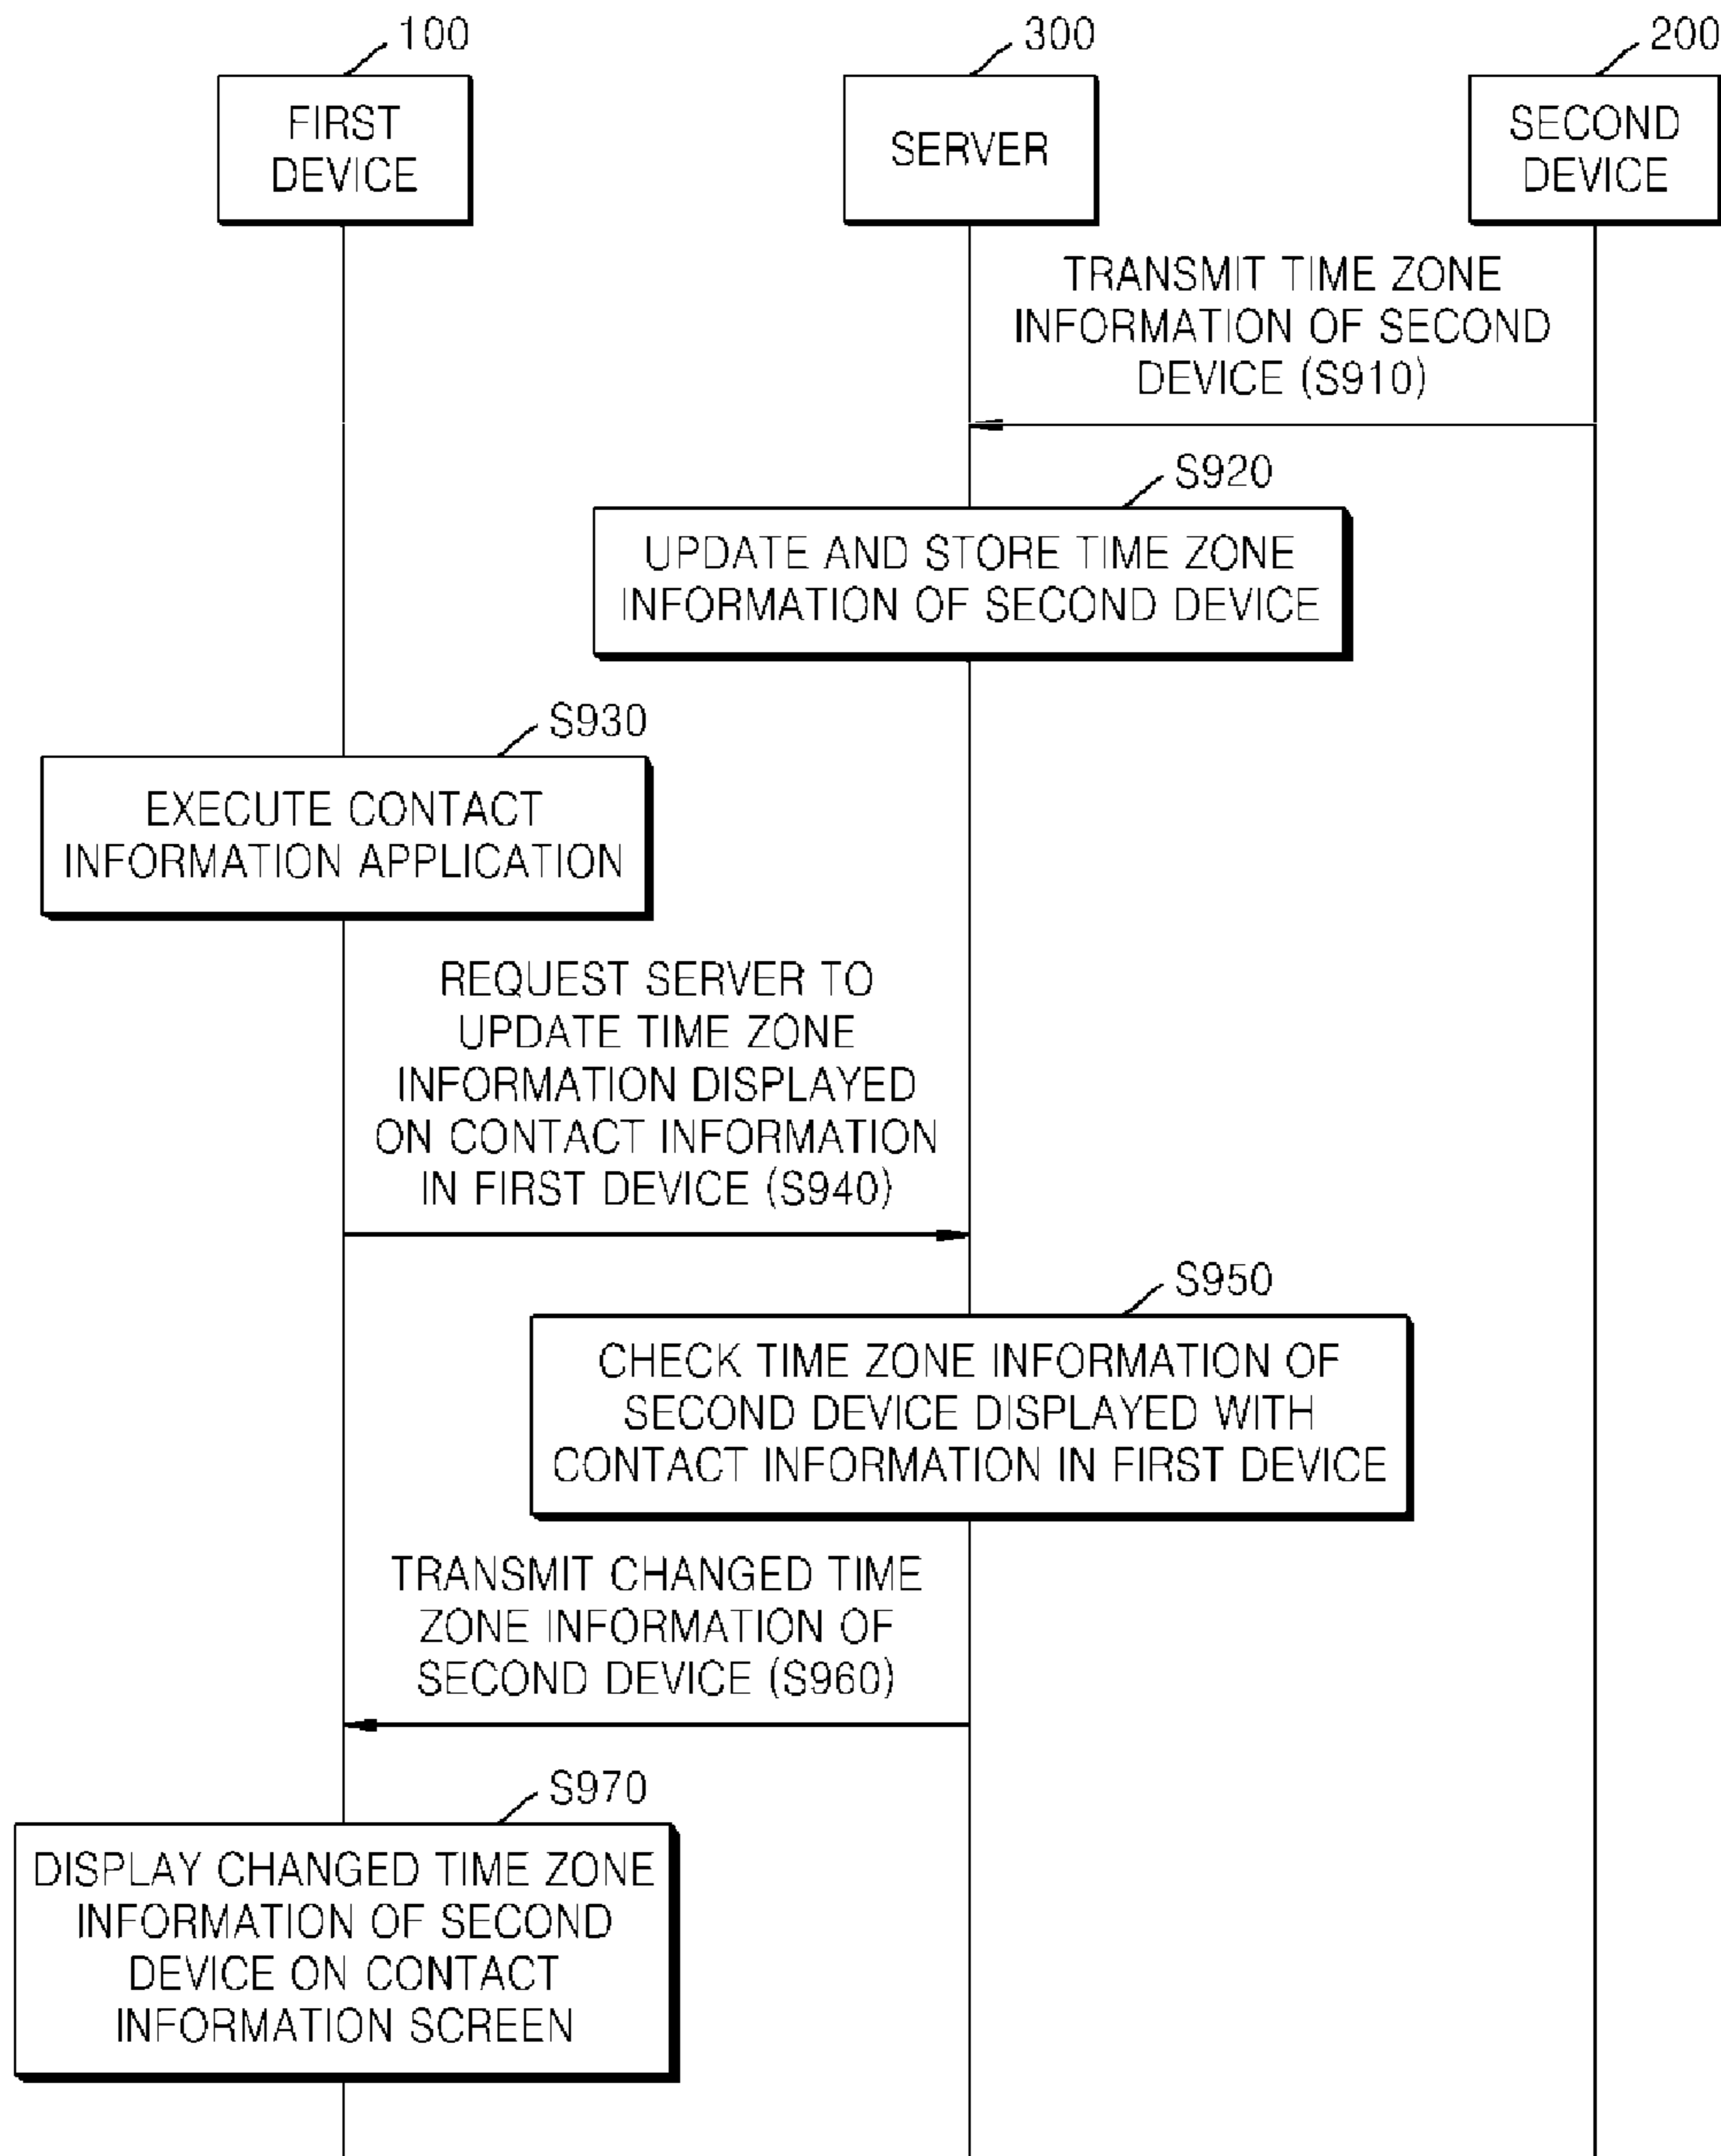 100
300
200
FIRST
DEVICE
SERVER
SECOND
DEVICE
TRANSMIT TIME ZONE
INFORMATION OF SECOND
DEVICE (S910)
S920
UPDATE AND STORE TIME ZONE
INFORMATION OF SECOND DEVICE
S930
EXECUTE CONTACT
INFORMATION APPLICATION
REQUEST SERVER TO
UPDATE TIME ZONE
INFORMATION DISPLAYED
ON CONTACT INFORMATION
IN FIRST DEVICE (S940)
S950
CHECK TIME ZONE INFORMATION OF
SECOND DEVICE DISPLAYED WITH
CONTACT INFORMATION IN FIRST DEVICE
TRANSMIT CHANGED TIME
ZONE INFORMATION OF
SECOND DEVICE (S960)
S970
DISPLAY CHANGED TIME ZONE
INFORMATION OF SECOND
DEVICE ON CONTACT
INFORMATION SCREEN